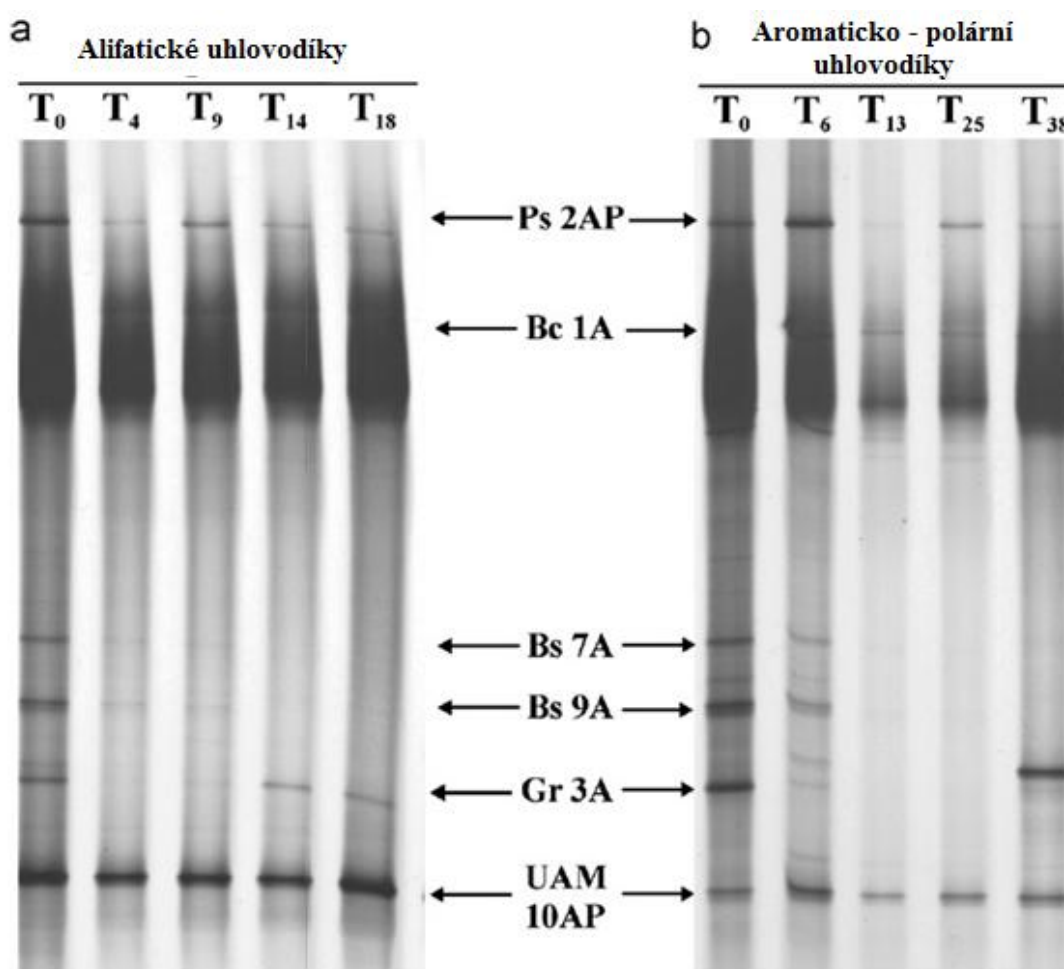 a
Alifatické uhlovodíky
T0 T4 T9 T14 T18
b
Aromaticko - polární
uhlovodíky
T0 T6 T13 T25 T38
Ps 2AP
Bc 1A
Bs 7A
Bs 9A
Gr 3A
UAM
10AP